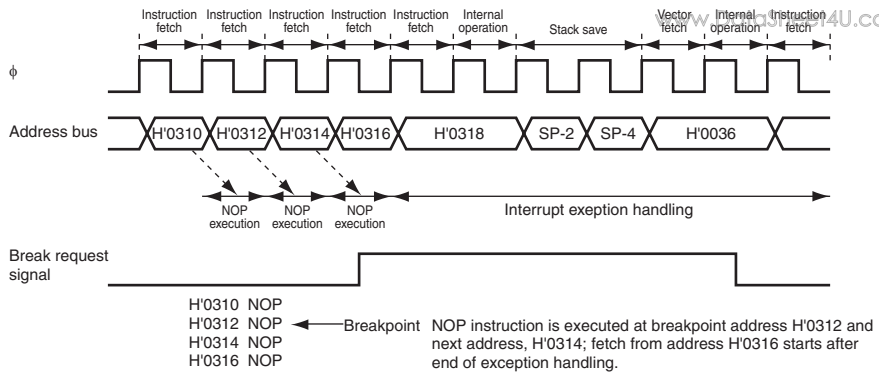 Instruction fetch
Instruction fetch
Instruction fetch
Instruction fetch
Instruction fetch
Internal operation
Stack save
Vector fetch
Internal operation
Instruction fetch
www.DataSheet4U.co
φ
Address bus
H'0310
H'0312
H'0314
H'0316
H'0318
SP-2
SP-4
H'0036
NOP execution
NOP execution
NOP execution
Interrupt exeption handling
Break request
signal
H'0310 NOP
H'0312 NOP
H'0314 NOP
H'0316 NOP
Breakpoint
NOP instruction is executed at breakpoint address H'0312 and
next address, H'0314; fetch from address H'0316 starts after
end of exception handling.